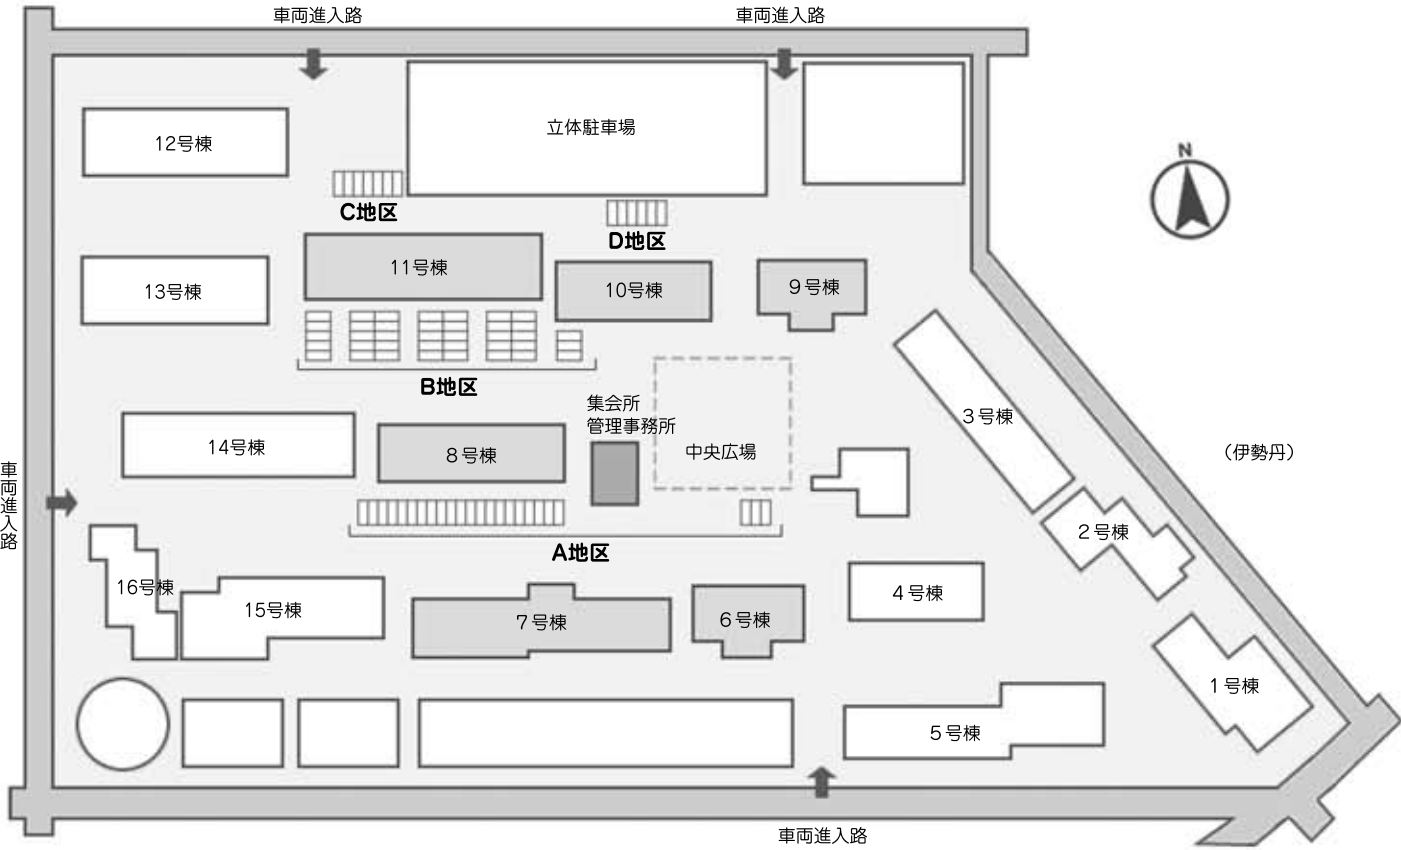 車両進入路
車両進入路
立体駐車場
12号棟
N
C地区
D地区
11号棟
10号棟
9号棟
13号棟
B地区
集会所
管理事務所
中央広場
3号棟
14号棟
8号棟
(伊勢丹)
車両進入路
2号棟
A地区
16号棟
15号棟
7号棟
6号棟
4号棟
1号棟
5号棟
車両進入路